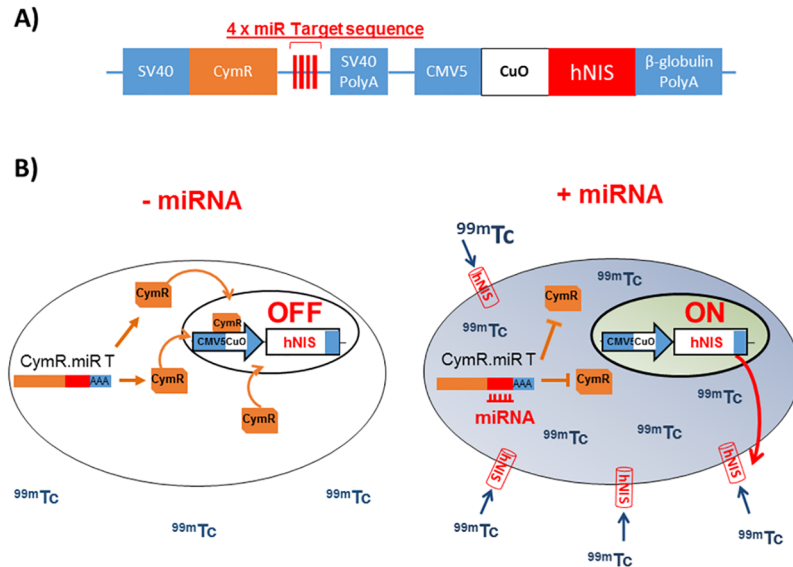 A)
4 x miR Target sequence
SV40
CymR
SV40
PolyA
CMV5
CuO
hNIS
β-globulin
PolyA
B)
- miRNA
CymR
OFF
CymR
CMV5
CuO
hNIS
CymR.miR T
AAA
CymR
CymR
99mTc
99mTc
99mTc
+ miRNA
99mTc
hNIS
99mTc
CymR
ON
99mTc
CMV5
CuO
hNIS
CymR.miR T
AAA
CymR
miRNA
99mTc
99mTc
99mTc
hNIS
hNIS
hNIS
99mTc
99mTc
99mTc